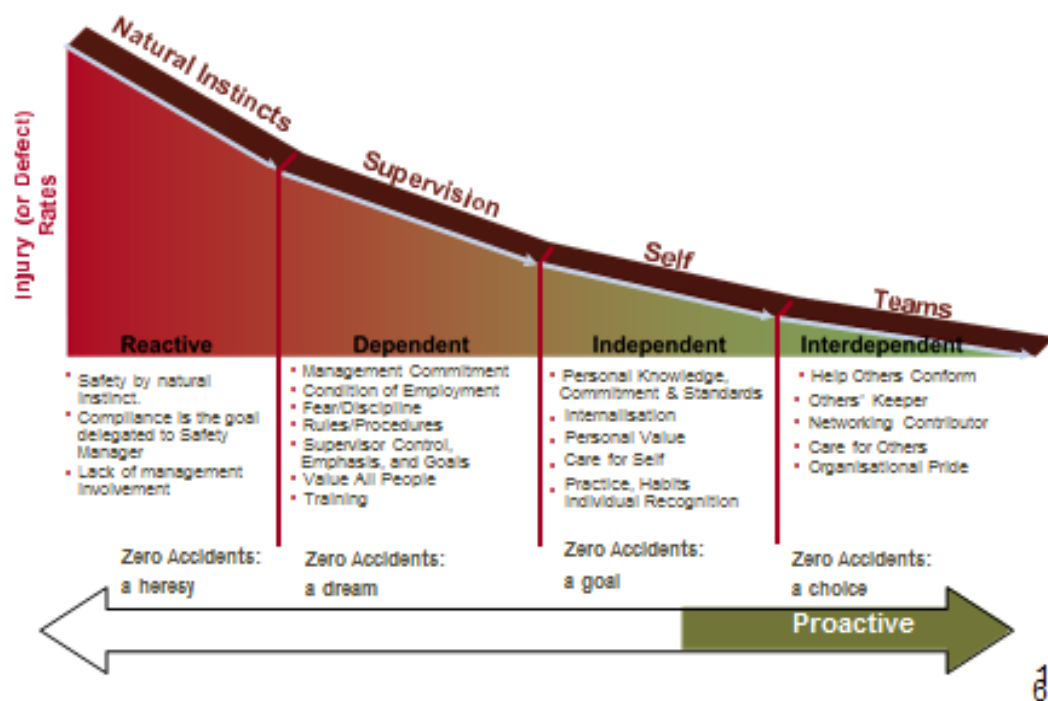 Natural Instincts
Supervision
Self
Teams
Injury (or Defect)
Rates
Reactive
Safety by natural
Instinct.
Compliance is the goal
delegated to Safety
Manager
Lack of management
Involvement
Dependent
Management Commitment
Condition of Employment
Fear/Discipline
Rules/Procedures
Supervisor Control,
Emphasis, and Goals
Value All People
Training
Independent
Personal Knowledge,
Commitment & Standards
Internalisation
Personal Value
Care for Self
Practice, Habits
Individual Recognition
Interdependent
Help Others Conform
Others' Keeper
Networking Contributor
Care for Others
Organisational Pride
Zero Accidents:
a heresy
Zero Accidents:
a dream
Zero Accidents:
a goal
Zero Accidents:
a choice
Proactive
1
6